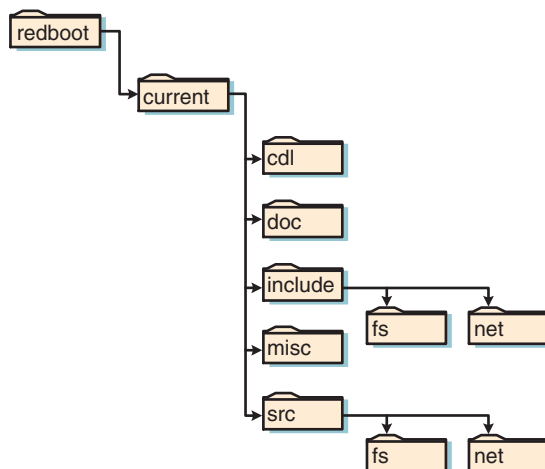 redboot
current
cdl
doc
include
fs
net
misc
src
fs
net